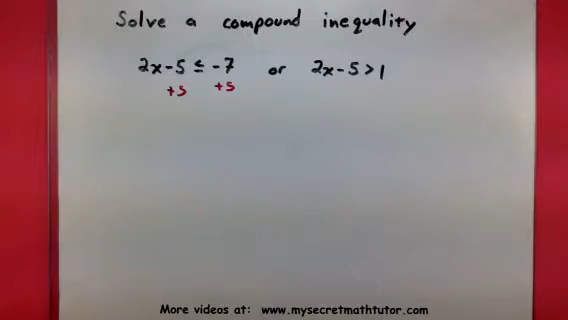 Solve a compound inequality
2x-5 ≤ -7 or 2x-5 > 1
+5 +5
More videos at: www.mysecretmathtutor.com